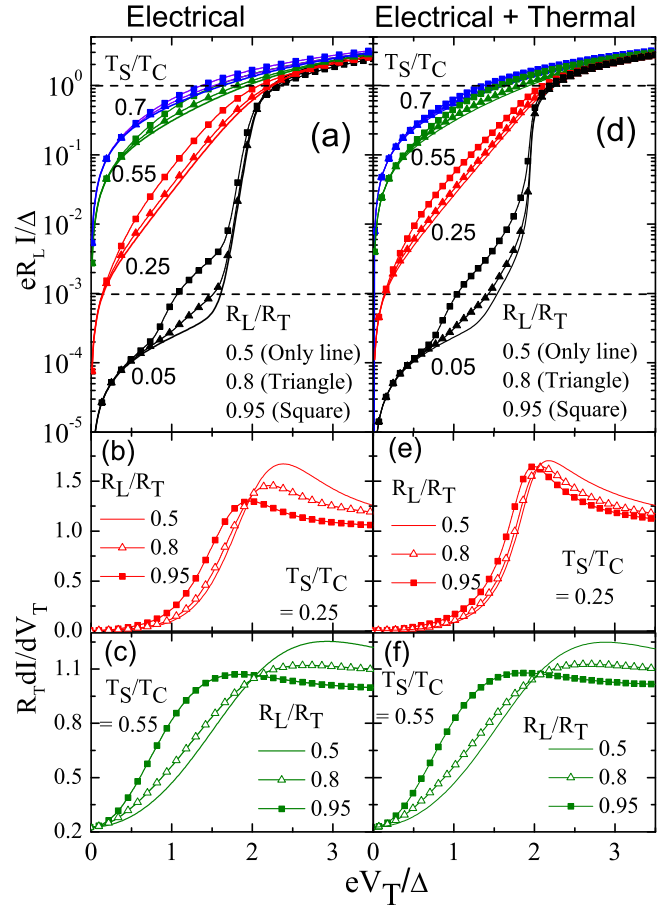 Electrical
Electrical + Thermal
T_S/T_C
0.7
0.55
0.25
0.05
(a)
R_L/R_T
0.5 (Only line)
0.8 (Triangle)
0.95 (Square)
eR_L I/Δ
10^0
10^-1
10^-2
10^-3
10^-4
10^-5
T_S/T_C
0.7
0.55
0.25
0.05
(d)
R_L/R_T
0.5 (Only line)
0.8 (Triangle)
0.95 (Square)
(b)
R_L/R_T
0.5
0.8
0.95
T_S/T_C
= 0.25
1.5
1.0
0.5
0.0
(e)
R_L/R_T
0.5
0.8
0.95
T_S/T_C
= 0.25
R_T dI/dV_T
(c)
T_S/T_C
= 0.55
R_L/R_T
0.5
0.8
0.95
1.1
0.8
0.5
0.2
(f)
T_S/T_C
= 0.55
R_L/R_T
0.5
0.8
0.95
0 1 2 3 0 1 2 3
eV_T/Δ